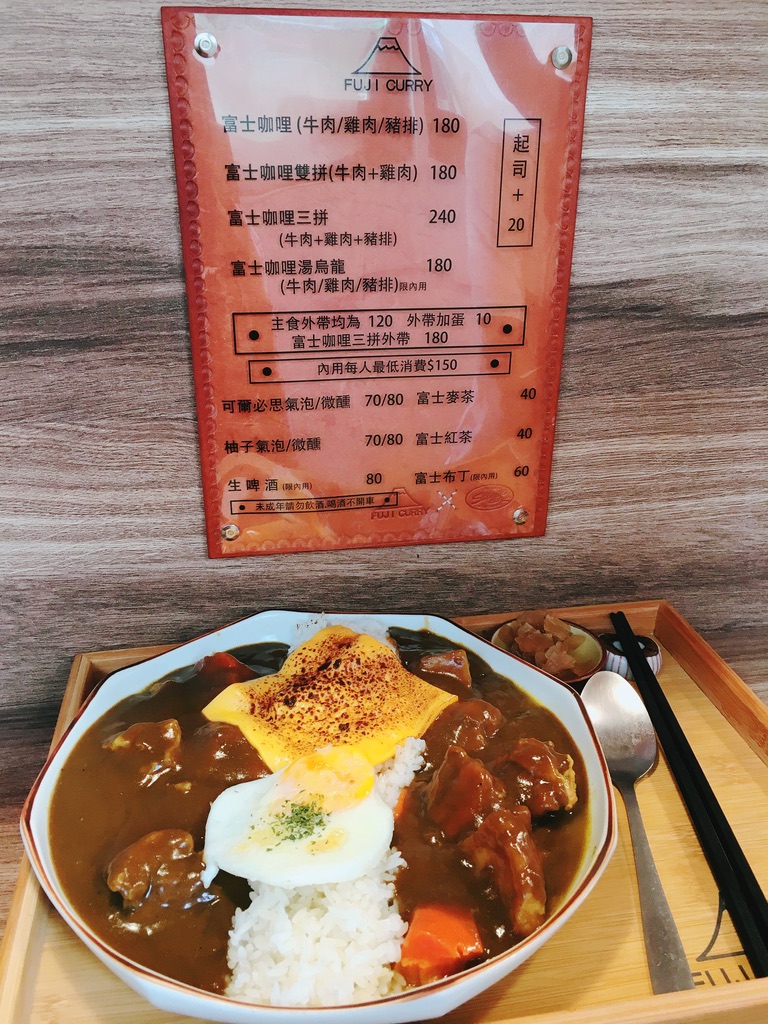 FUJI CURRY
富士咖哩(牛肉/雞肉/豬排) 180
富士咖哩雙拼(牛肉+雞肉) 180
富士咖哩三拼 240
(牛肉+雞肉+豬排)
富士咖哩湯烏龍 180
(牛肉/雞肉/豬排)限內用
起司+20
主食外帶均為 120 外帶加蛋 10
富士咖哩三拼外帶 180
內用每人最低消費$150
可爾必思氣泡/微醺 70/80 富士麥茶 40
柚子氣泡/微醺 70/80 富士紅茶 40
生啤酒(限內用) 80 富士布丁(限內用) 60
未成年請勿飲酒,喝酒不開車
FUJI CURRY
FUJI